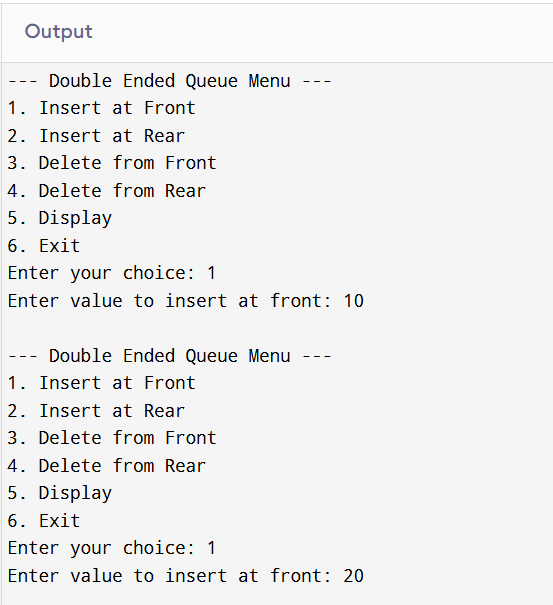 Output
--- Double Ended Queue Menu ---
1. Insert at Front
2. Insert at Rear
3. Delete from Front
4. Delete from Rear
5. Display
6. Exit
Enter your choice: 1
Enter value to insert at front: 10
--- Double Ended Queue Menu ---
1. Insert at Front
2. Insert at Rear
3. Delete from Front
4. Delete from Rear
5. Display
6. Exit
Enter your choice: 1
Enter value to insert at front: 20